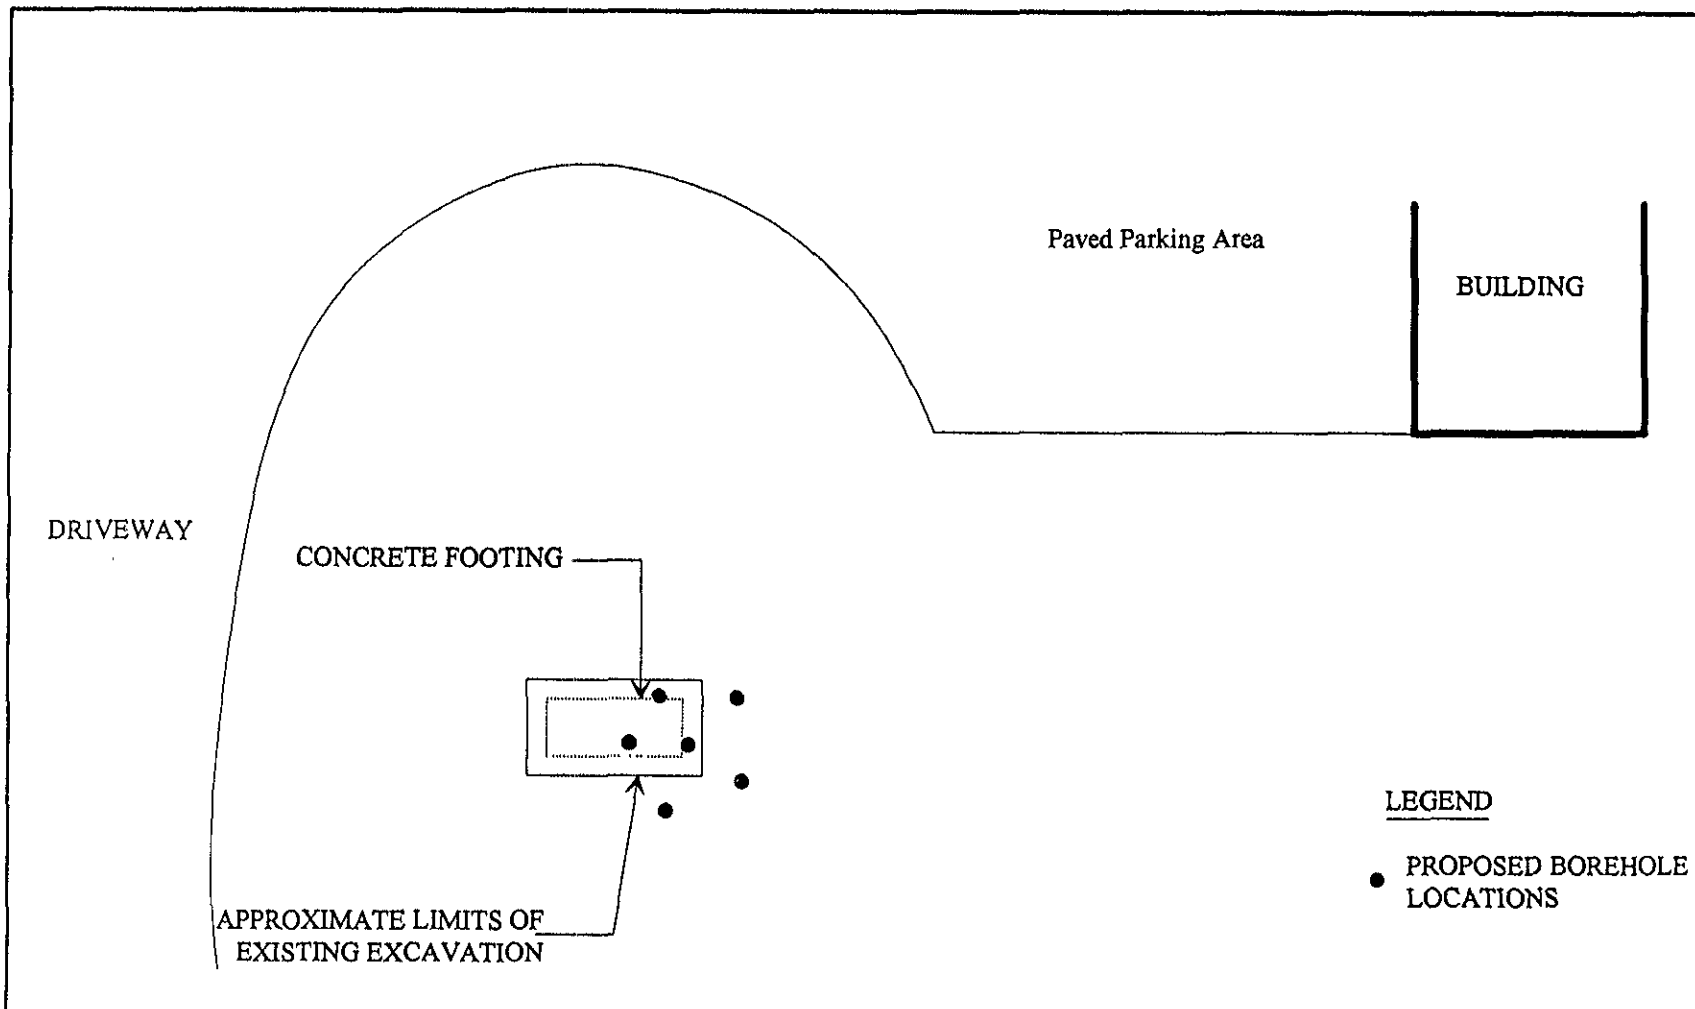 Paved Parking Area
BUILDING
DRIVEWAY
CONCRETE FOOTING
APPROXIMATE LIMITS OF
EXISTING EXCAVATION
LEGEND
PROPOSED BOREHOLE
LOCATIONS